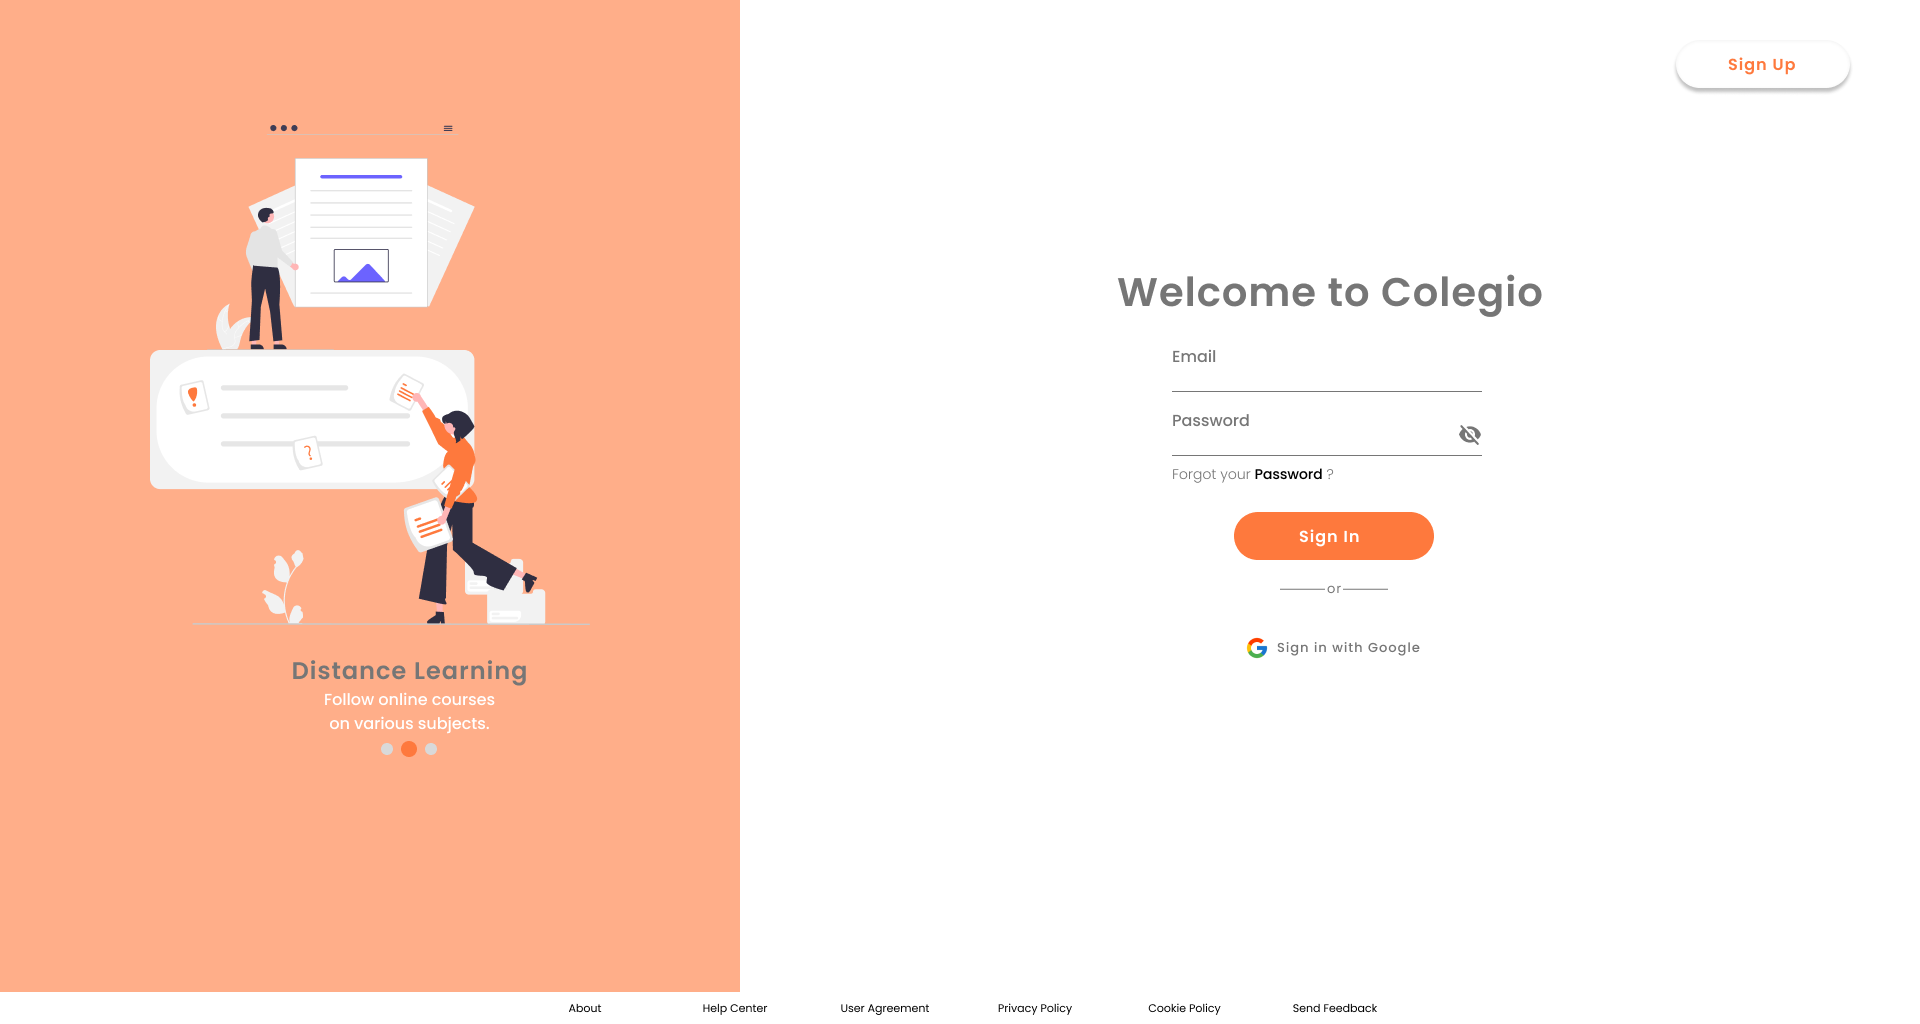 Sign Up
Welcome to Colegio
Email
Password
Forgot your Password ?
Sign In
or
Sign in with Google
Distance Learning
Follow online courses
on various subjects.
About
Help Center
User Agreement
Privacy Policy
Cookie Policy
Send Feedback